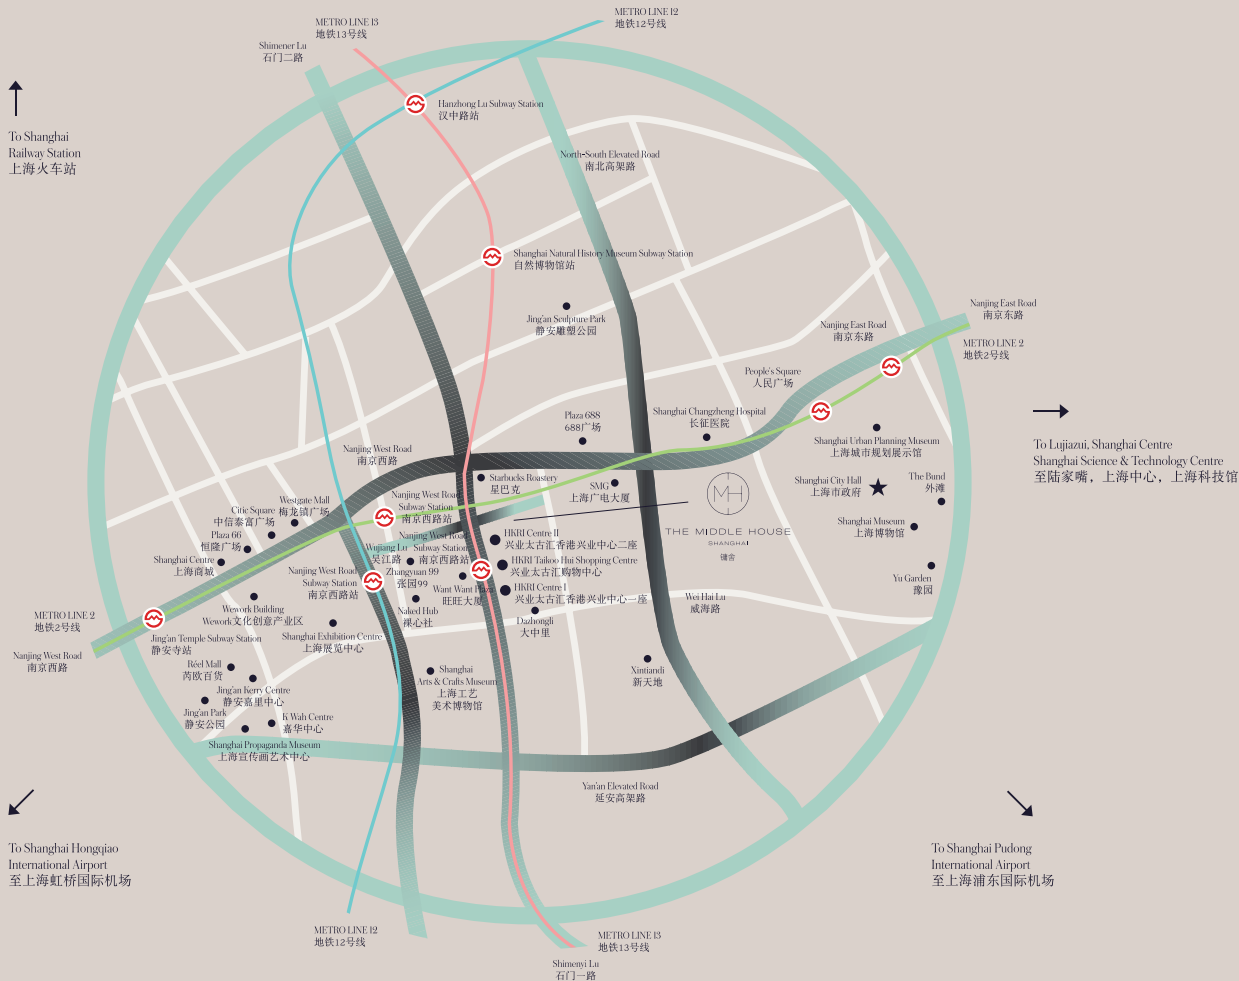 METRO LINE 13
地铁13号线
METRO LINE 12
地铁12号线
Shimener Lu
石门二路
Hanzhong Lu Subway Station
汉中路站
To Shanghai
Railway Station
上海火车站
North-South Elevated Road
南北高架路
Shanghai Natural History Museum Subway Station
自然博物馆站
Jing'an Sculpture Park
静安雕塑公园
Nanjing East Road
南京东路
Nanjing East Road
南京东路
METRO LINE 2
地铁2号线
People's Square
人民广场
Plaza 688
688广场
Shanghai Changzheng Hospital
长征医院
Shanghai Urban Planning Museum
上海城市规划展示馆
To Lujiazui, Shanghai Centre
Shanghai Science & Technology Centre
至陆家嘴，上海中心，上海科技馆
Nanjing West Road
南京西路
Starbucks Roastery
星巴克
SMG
上海广电大厦
Shanghai City Hall
上海市政府
The Bund
外滩
Nanjing West Road
Subway Station
南京西路站
Westgate Mall
梅龙镇广场
Citic Square
中信泰富广场
Plaza 66
恒隆广场
Shanghai Centre
上海商城
MH
THE MIDDLE HOUSE
SHANGHAI
镛舍
Shanghai Museum
上海博物馆
Nanjing West Road
Subway Station
南京西路站
Wujiang Lu
吴江路
HKRI Centre II
兴业太古汇香港兴业中心二座
HKRI Taikoo Hui Shopping Centre
兴业太古汇购物中心
HKRI Centre I
兴业太古汇香港兴业中心一座
Zhangyuan 99
张园99
Want Want Plaza
旺旺大厦
Nanjing West Road
Subway Station
南京西路站
Yu Garden
豫园
Wei Hai Lu
威海路
Naked Hub
裸心社
Dazhongli
大中里
Wework Building
Wework文化创意产业区
METRO LINE 2
地铁2号线
Jing'an Temple Subway Station
静安寺站
Shanghai Exhibition Centre
上海展览中心
Nanjing West Road
南京西路
Réel Mall
芮欧百货
Jing'an Kerry Centre
静安嘉里中心
Shanghai
Arts & Crafts Museum
上海工艺
美术博物馆
Xintiandi
新天地
Jing'an Park
静安公园
K Wah Centre
嘉华中心
Shanghai Propaganda Museum
上海宣传画艺术中心
Yan'an Elevated Road
延安高架路
To Shanghai Hongqiao
International Airport
至上海虹桥国际机场
To Shanghai Pudong
International Airport
至上海浦东国际机场
METRO LINE 12
地铁12号线
METRO LINE 13
地铁13号线
Shimenyi Lu
石门一路